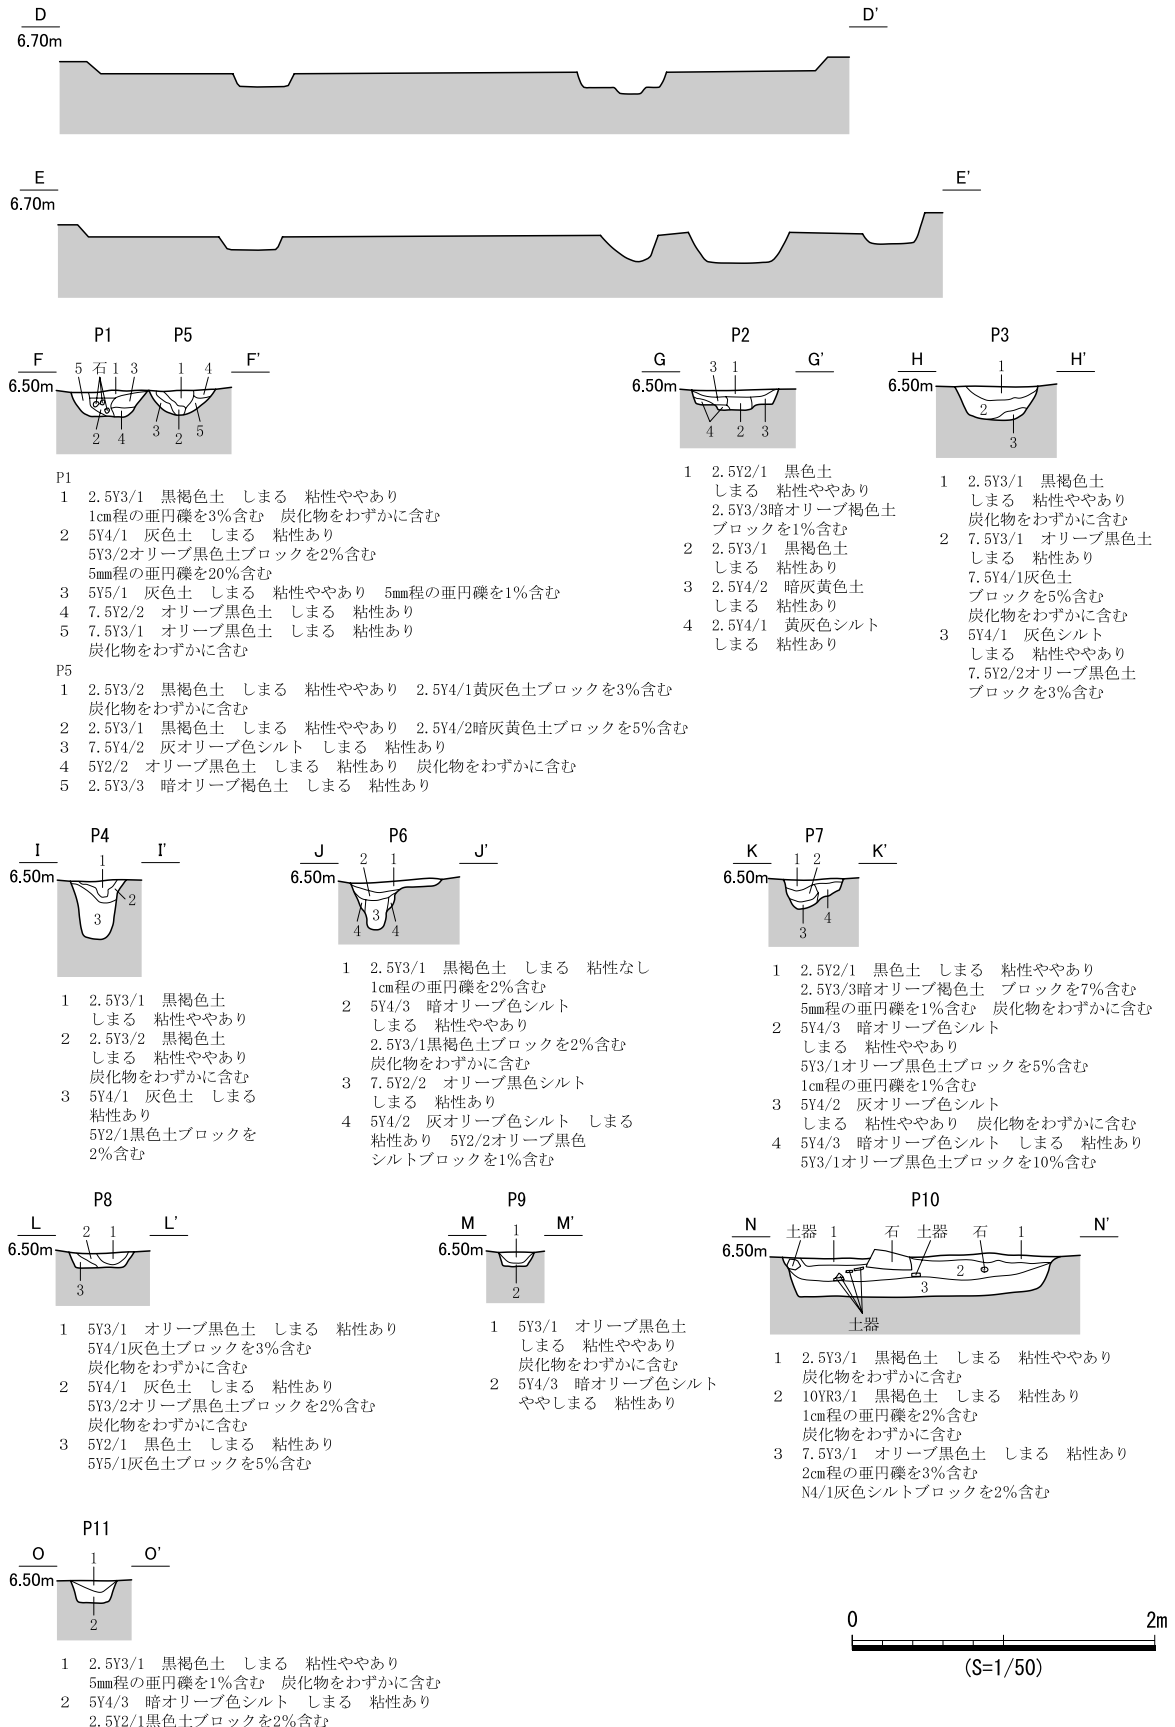 D D'
6.70m
E E'
6.70m
P1 P5
F 5 石 1 3 1 4 F'
6.50m
2 4 3 2 5
P1
1 2.5Y3/1 黒褐色土 しまる 粘性ややあり
1cm程の亜円礫を3%含む 炭化物をわずかに含む
2 5Y4/1 灰色土 しまる 粘性あり
5Y3/2オリーブ黒色土ブロックを2%含む
5mm程の亜円礫を20%含む
3 5Y5/1 灰色土 しまる 粘性ややあり 5mm程の亜円礫を1%含む
4 7.5Y2/2 オリーブ黒色土 しまる 粘性あり
5 7.5Y3/1 オリーブ黒色土 しまる 粘性あり
炭化物をわずかに含む
P5
1 2.5Y3/2 黒褐色土 しまる 粘性ややあり 2.5Y4/1黄灰色土ブロックを3%含む
炭化物をわずかに含む
2 2.5Y3/1 黒褐色土 しまる 粘性ややあり 2.5Y4/2暗灰黄色土ブロックを5%含む
3 7.5Y4/2 灰オリーブ色シルト しまる 粘性あり
4 5Y2/2 オリーブ黒色土 しまる 粘性あり 炭化物をわずかに含む
5 2.5Y3/3 暗オリーブ褐色土 しまる 粘性あり
P2
G 3 1 G'
6.50m
4 2 3
1 2.5Y2/1 黒色土
しまる 粘性ややあり
2.5Y3/3暗オリーブ褐色土
ブロックを1%含む
2 2.5Y3/1 黒褐色土
しまる 粘性あり
3 2.5Y4/2 暗灰黄色土
しまる 粘性あり
4 2.5Y4/1 黄灰色シルト
しまる 粘性あり
P3
H 1 H'
6.50m
2
3
1 2.5Y3/1 黒褐色土
しまる 粘性ややあり
炭化物をわずかに含む
2 7.5Y3/1 オリーブ黒色土
しまる 粘性あり
7.5Y4/1灰色土
ブロックを5%含む
炭化物をわずかに含む
3 5Y4/1 灰色シルト
しまる 粘性ややあり
7.5Y2/2オリーブ黒色土
ブロックを3%含む
P4
I 1 I'
6.50m
2
3
1 2.5Y3/1 黒褐色土
しまる 粘性ややあり
2 2.5Y3/2 黒褐色土
しまる 粘性ややあり
炭化物をわずかに含む
3 5Y4/1 灰色土 しまる
粘性あり
5Y2/1黒色土ブロックを
2%含む
P6
J 2 1 J'
6.50m
4 3 4
1 2.5Y3/1 黒褐色土 しまる 粘性なし
1cm程の亜円礫を2%含む
2 5Y4/3 暗オリーブ色シルト
しまる 粘性ややあり
2.5Y3/1黒褐色土ブロックを2%含む
炭化物をわずかに含む
3 7.5Y2/2 オリーブ黒色シルト
しまる 粘性あり
4 5Y4/2 灰オリーブ色シルト しまる
粘性あり 5Y2/2オリーブ黒色
シルトブロックを1%含む
P7
K 1 2 K'
6.50m
3 4
1 2.5Y2/1 黒色土 しまる 粘性ややあり
2.5Y3/3暗オリーブ褐色土 ブロックを7%含む
5mm程の亜円礫を1%含む 炭化物をわずかに含む
2 5Y4/3 暗オリーブ色シルト
しまる 粘性ややあり
5Y3/1オリーブ黒色土ブロックを5%含む
1cm程の亜円礫を1%含む
3 5Y4/2 灰オリーブ色シルト
しまる 粘性ややあり 炭化物をわずかに含む
4 5Y4/3 暗オリーブ色シルト しまる 粘性あり
5Y3/1オリーブ黒色土ブロックを10%含む
P8
L 2 1 L'
6.50m
3
1 5Y3/1 オリーブ黒色土 しまる 粘性あり
5Y4/1灰色土ブロックを3%含む
炭化物をわずかに含む
2 5Y4/1 灰色土 しまる 粘性あり
5Y3/2オリーブ黒色土ブロックを2%含む
炭化物をわずかに含む
3 5Y2/1 黒色土 しまる 粘性あり
5Y5/1灰色土ブロックを5%含む
P9
M 1 M'
6.50m
2
1 5Y3/1 オリーブ黒色土
しまる 粘性ややあり
炭化物をわずかに含む
2 5Y4/3 暗オリーブ色シルト
ややしまる 粘性あり
P10
N 土器 1 石 土器 石 1 N'
6.50m
2
3
土器
1 2.5Y3/1 黒褐色土 しまる 粘性ややあり
炭化物をわずかに含む
2 10YR3/1 黒褐色土 しまる 粘性あり
1cm程の亜円礫を2%含む
炭化物をわずかに含む
3 7.5Y3/1 オリーブ黒色土 しまる 粘性あり
2cm程の亜円礫を3%含む
N4/1灰色シルトブロックを2%含む
P11
O 1 O'
6.50m
2
1 2.5Y3/1 黒褐色土 しまる 粘性ややあり
5mm程の亜円礫を1%含む 炭化物をわずかに含む
2 5Y4/3 暗オリーブ色シルト しまる 粘性あり
2.5Y2/1黒色土ブロックを2%含む
0 2m
(S=1/50)